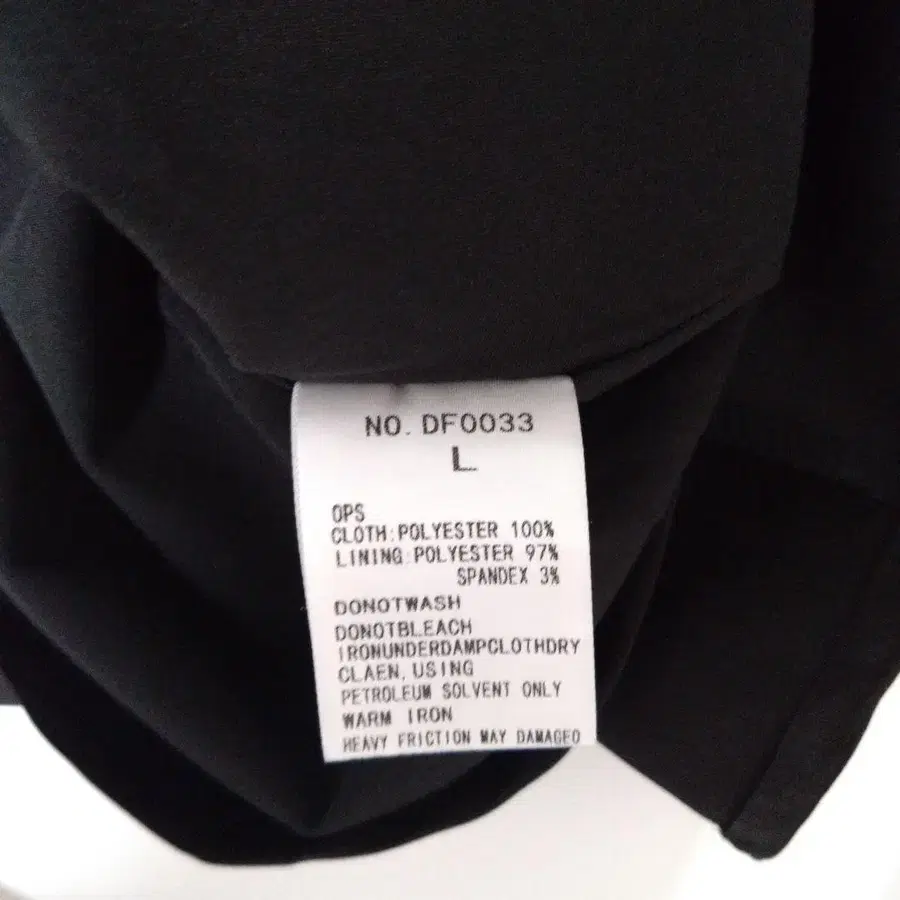 NO. DF0033
L
OPS
CLOTH:POLYESTER 100%
LINING:POLYESTER 97%
SPANDEX 3%
DONOTWASH
DONOTBLEACH
IRONUNDERDAMPCLOTHDRY
CLAEN, USING
PETROLEUM SOLVENT ONLY
WARM IRON
HEAVY FRICTION MAY DAMAGED